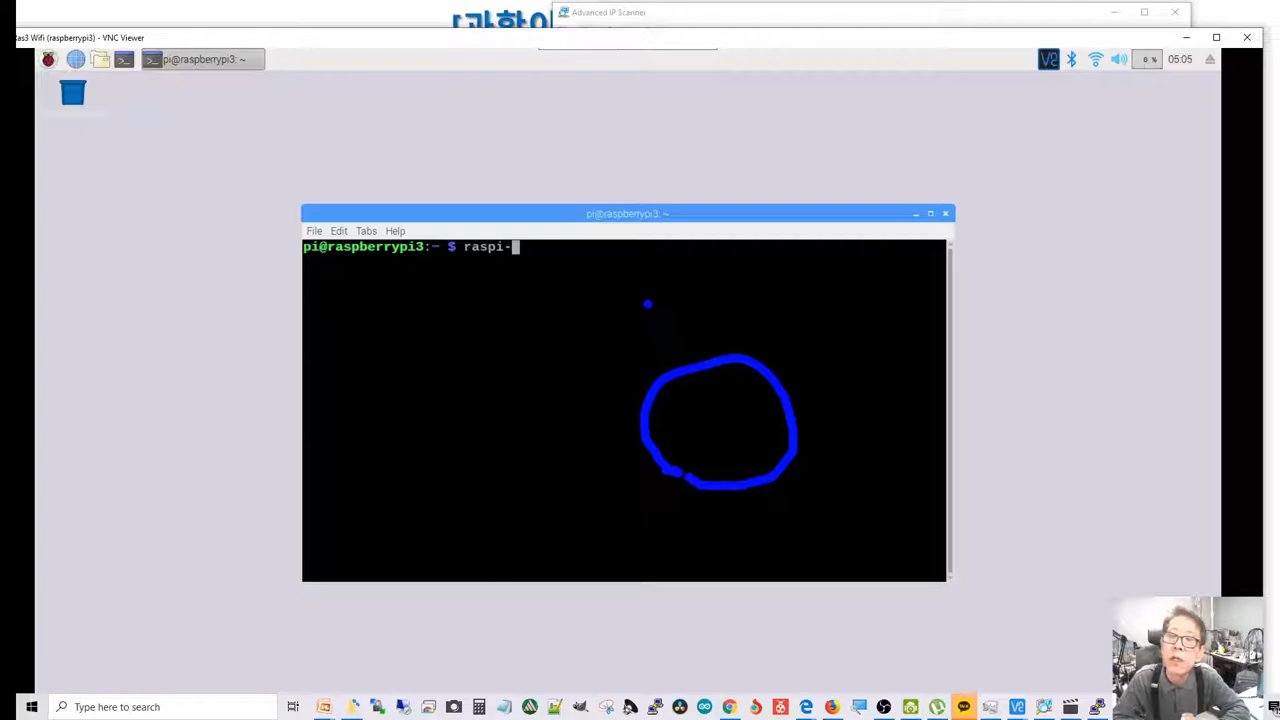 Advanced IP Scanner
Ras3 Wifi (raspberrypi3) - VNC Viewer
pi@raspberrypi3: ~
0 %
05:05
pi@raspberrypi3: ~
File Edit Tabs Help
pi@raspberrypi3:~ $ raspi-
Type here to search